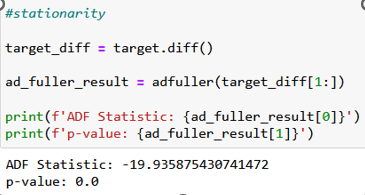 #stationarity
target_diff = target.diff()
ad_fuller_result = adfuller(target_diff[1:])
print(f'ADF Statistic: {ad_fuller_result[0]}')
print(f'p-value: {ad_fuller_result[1]}')
ADF Statistic: -19.935875430741472
p-value: 0.0